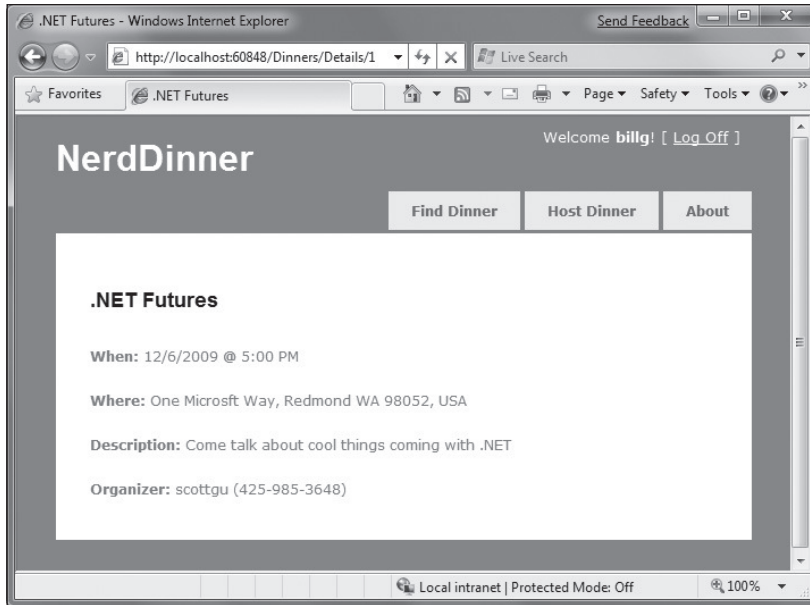 .NET Futures - Windows Internet Explorer
Send Feedback
http://localhost:60848/Dinners/Details/1
Live Search
Favorites
.NET Futures
Page
Safety
Tools
NerdDinner
Welcome billg! [ Log Off ]
Find Dinner
Host Dinner
About
.NET Futures
When: 12/6/2009 @ 5:00 PM
Where: One Microsft Way, Redmond WA 98052, USA
Description: Come talk about cool things coming with .NET
Organizer: scottgu (425-985-3648)
Local intranet | Protected Mode: Off
100%